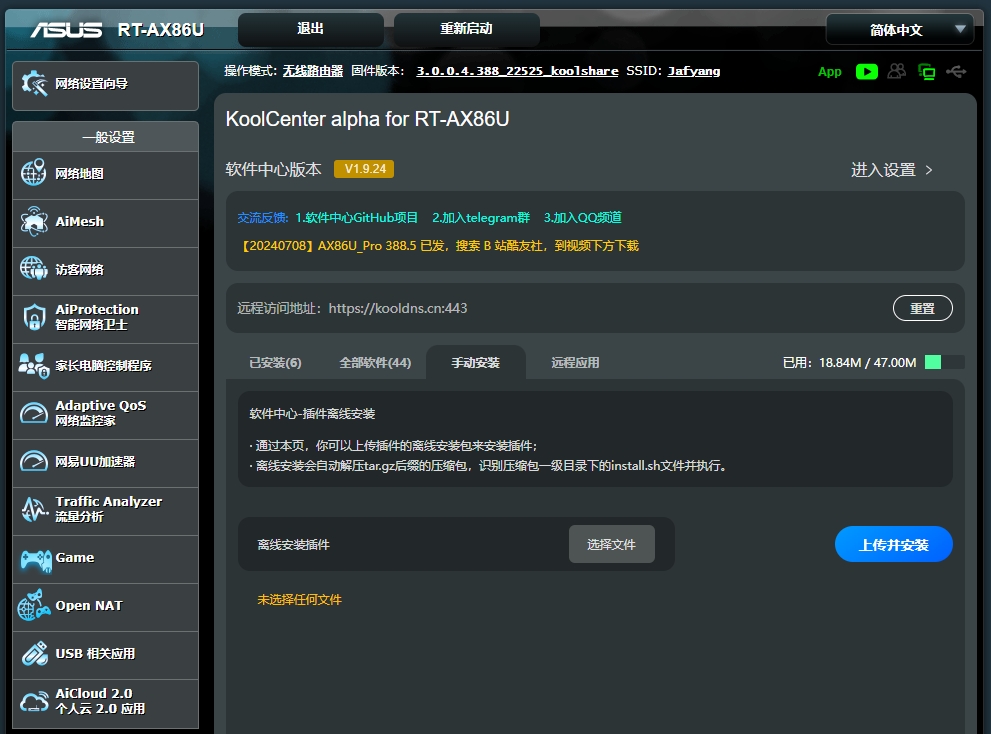 ASUS RT-AX86U 退出 重新启动 简体中文
操作模式: 无线路由器 固件版本: 3.0.0.4.388_22525_koolshare SSID: Jafyang App
网络设置向导
一般设置
网络地图
AiMesh
访客网络
AiProtection
智能网络卫士
家长电脑控制程序
Adaptive QoS
网络监控家
网易UU加速器
Traffic Analyzer
流量分析
Game
Open NAT
USB 相关应用
AiCloud 2.0
个人云 2.0 应用
KoolCenter alpha for RT-AX86U
软件中心版本 V1.9.24 进入设置 >
交流反馈: 1.软件中心GitHub项目 2.加入telegram群 3.加入QQ频道
【20240708】AX86U_Pro 388.5 已发，搜索 B 站酷友社，到视频下方下载
远程访问地址: https://kooldns.cn:443 重置
已安装(6) 全部软件(44) 手动安装 远程应用 已用: 18.84M / 47.00M
软件中心-插件离线安装
· 通过本页，你可以上传插件的离线安装包来安装插件;
· 离线安装会自动解压tar.gz后缀的压缩包，识别压缩包一级目录下的install.sh文件并执行。
离线安装插件 选择文件 上传并安装
未选择任何文件